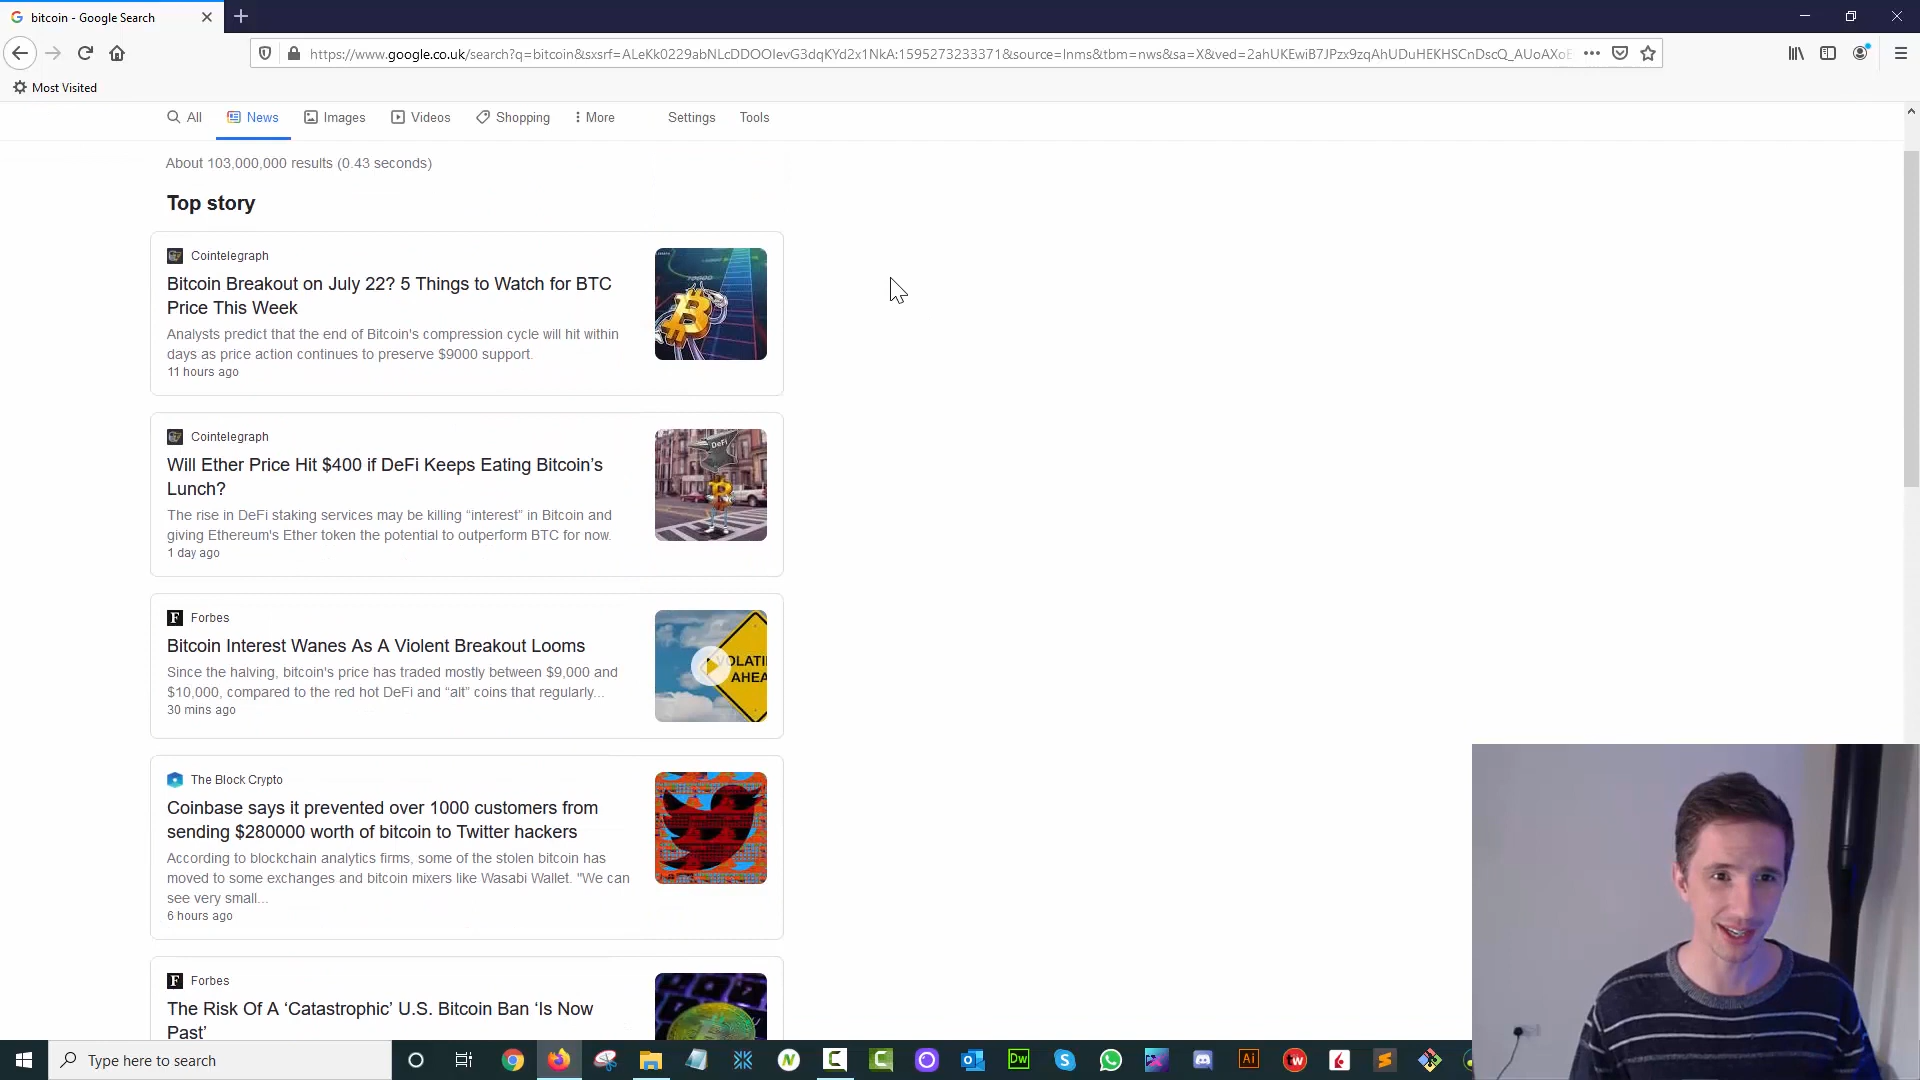 bitcoin - Google Search
https://www.google.co.uk/search?q=bitcoin&sxsrf=ALeKk0229abNLcDDOOIevG3dqKYd2x1NkA:1595273233371&source=lnms&tbm=nws&sa=X&ved=2ahUKEwiB7JPzx9zqAhUDuHEKHSCnDscQ_AUoAXoE
Most Visited
All News Images Videos Shopping More Settings Tools
About 103,000,000 results (0.43 seconds)
Top story
Cointelegraph
Bitcoin Breakout on July 22? 5 Things to Watch for BTC
Price This Week
Analysts predict that the end of Bitcoin's compression cycle will hit within
days as price action continues to preserve $9000 support.
11 hours ago
Cointelegraph
Will Ether Price Hit $400 if DeFi Keeps Eating Bitcoin’s
Lunch?
The rise in DeFi staking services may be killing “interest” in Bitcoin and
giving Ethereum's Ether token the potential to outperform BTC for now.
1 day ago
DeFi
Forbes
Bitcoin Interest Wanes As A Violent Breakout Looms
Since the halving, bitcoin's price has traded mostly between $9,000 and
$10,000, compared to the red hot DeFi and “alt” coins that regularly...
30 mins ago
VOLATI
AHEA
The Block Crypto
Coinbase says it prevented over 1000 customers from
sending $280000 worth of bitcoin to Twitter hackers
According to blockchain analytics firms, some of the stolen bitcoin has
moved to some exchanges and bitcoin mixers like Wasabi Wallet. "We can
see very small...
6 hours ago
Forbes
The Risk Of A ‘Catastrophic’ U.S. Bitcoin Ban ‘Is Now
Past’
Type here to search
Dw
Ai